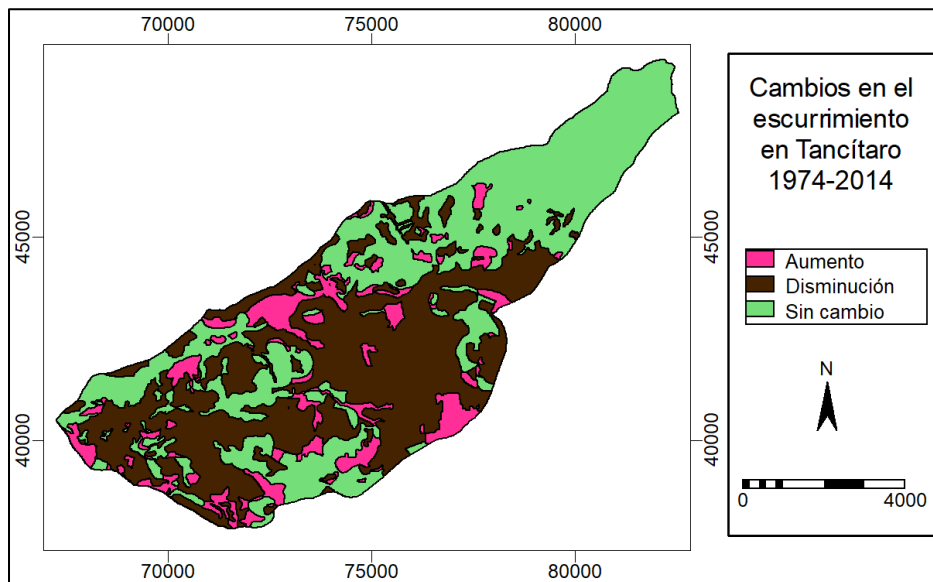 70000 75000 80000
45000 45000
40000 40000
70000 75000 80000
Cambios en el
escurrimiento
en Tancítaro
1974-2014
Aumento
Disminución
Sin cambio
N
0 4000